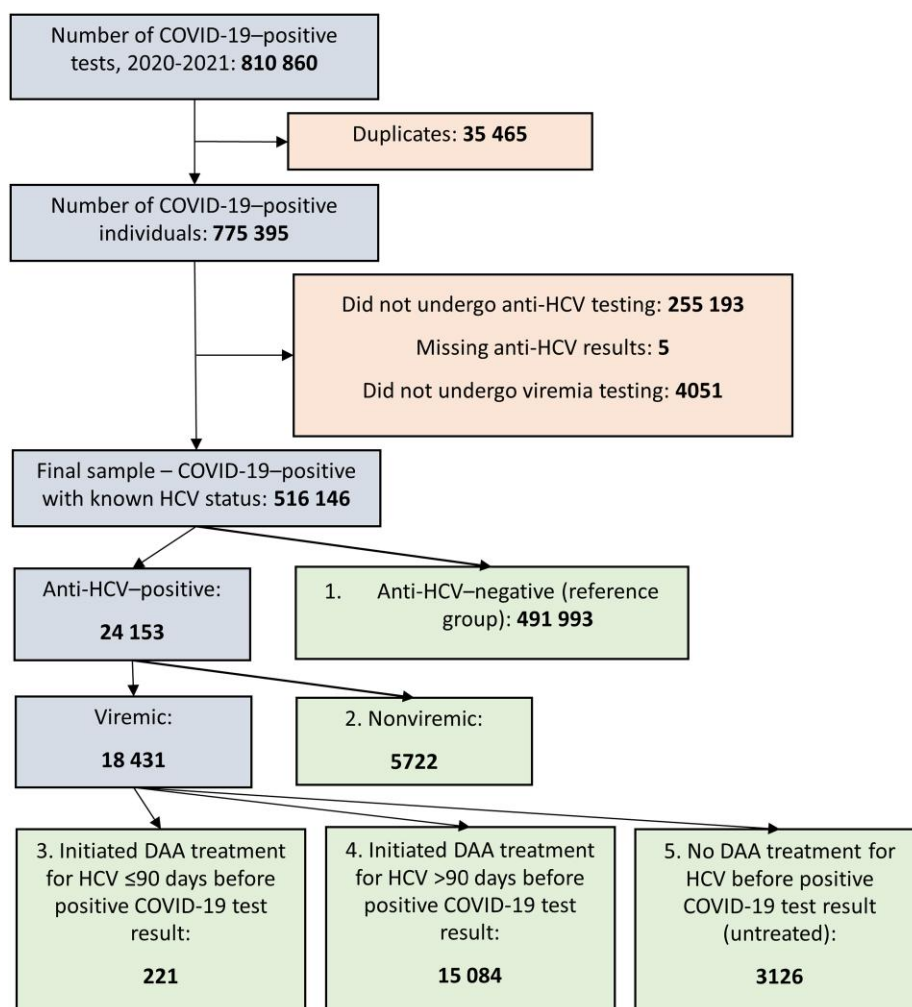 Number of COVID-19–positive
tests, 2020-2021: 810 860
Duplicates: 35 465
Number of COVID-19–positive
individuals: 775 395
Did not undergo anti-HCV testing: 255 193
Missing anti-HCV results: 5
Did not undergo viremia testing: 4051
Final sample – COVID-19–positive
with known HCV status: 516 146
Anti-HCV–positive:
24 153
1. Anti-HCV–negative (reference
group): 491 993
Viremic:
18 431
2. Nonviremic:
5722
3. Initiated DAA treatment
for HCV ≤90 days before
positive COVID-19 test
result:
221
4. Initiated DAA treatment
for HCV >90 days before
positive COVID-19 test
result:
15 084
5. No DAA treatment for
HCV before positive
COVID-19 test result
(untreated):
3126